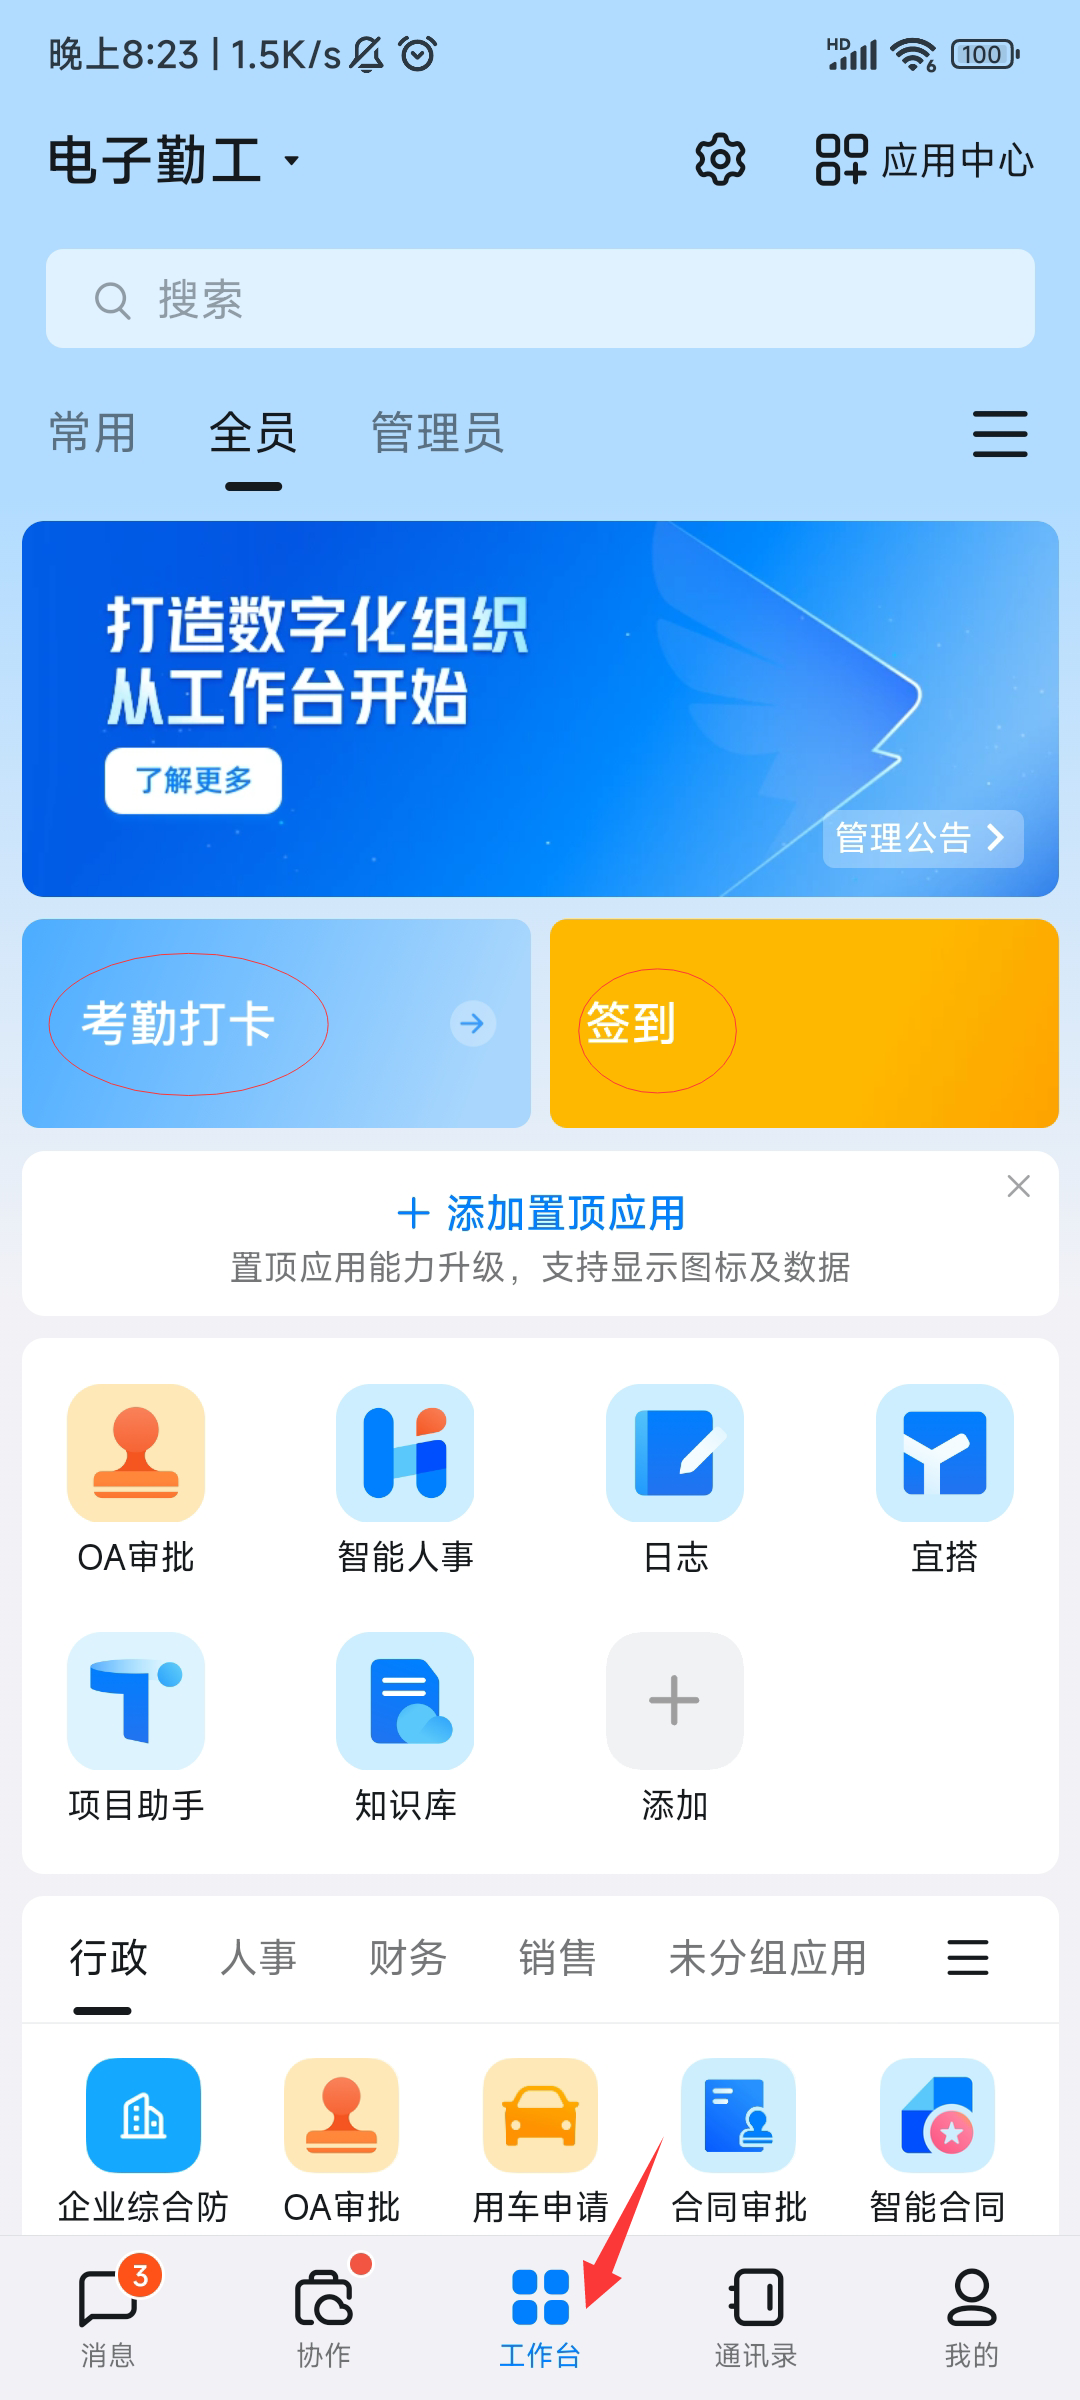 晚上8:23 | 1.5K/s HD 6 100
电子勤工 应用中心
搜索
常用 全员 管理员
打造数字化组织
从工作台开始
了解更多
管理公告
考勤打卡 签到
添加置顶应用
置顶应用能力升级，支持显示图标及数据
OA审批 智能人事 日志 宜搭
项目助手 知识库 添加
行政 人事 财务 销售 未分组应用
企业综合防 OA审批 用车申请 合同审批 智能合同
3
消息 协作 工作台 通讯录 我的